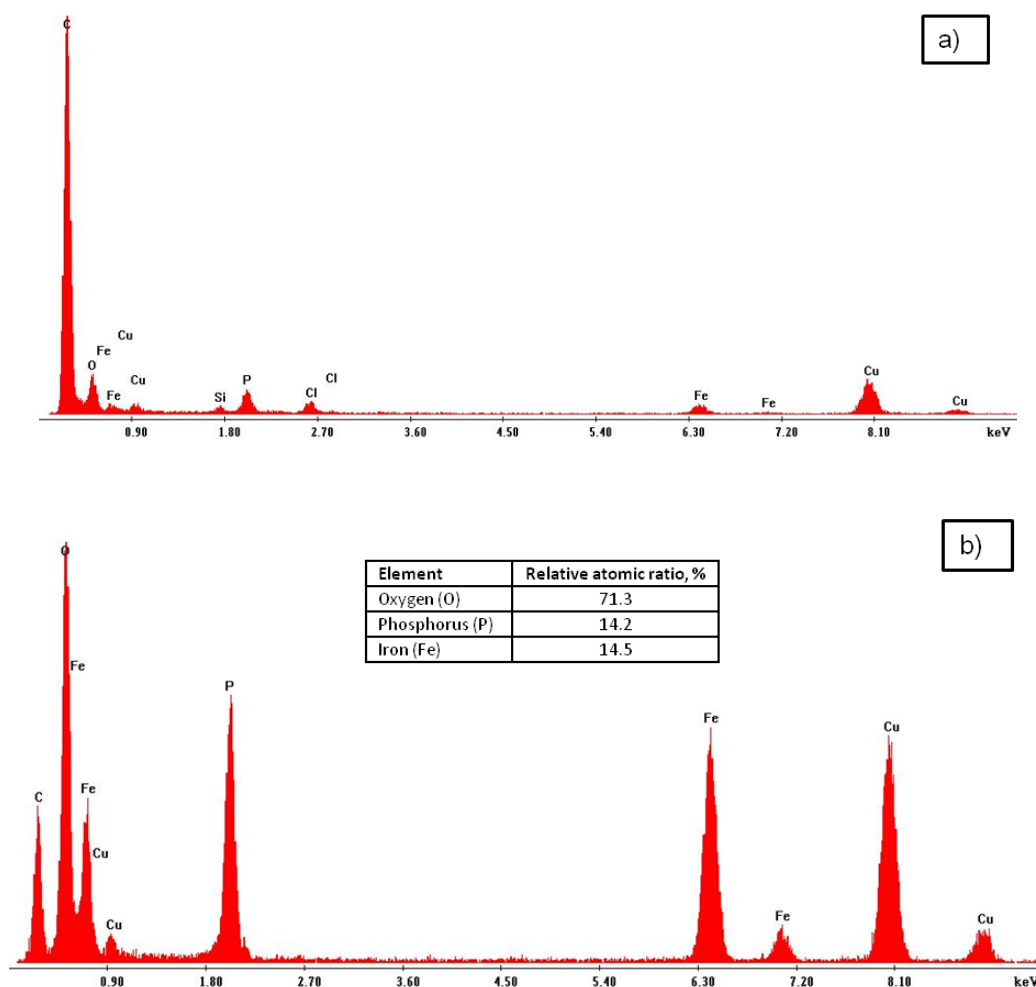 a)
C
Cu
Fe
O
Fe
Cu
Si
P
Cl
Cl
Fe
Fe
Cu
Cu
0.90 1.80 2.70 3.60 4.50 5.40 6.30 7.20 8.10 keV
b)
O
Element Relative atomic ratio, %
Oxygen (O) 71.3
Phosphorus (P) 14.2
Iron (Fe) 14.5
Fe
P
Fe
Cu
C
Fe
Cu
Cu
Fe
Cu
0.90 1.80 2.70 3.60 4.50 5.40 6.30 7.20 8.10 keV